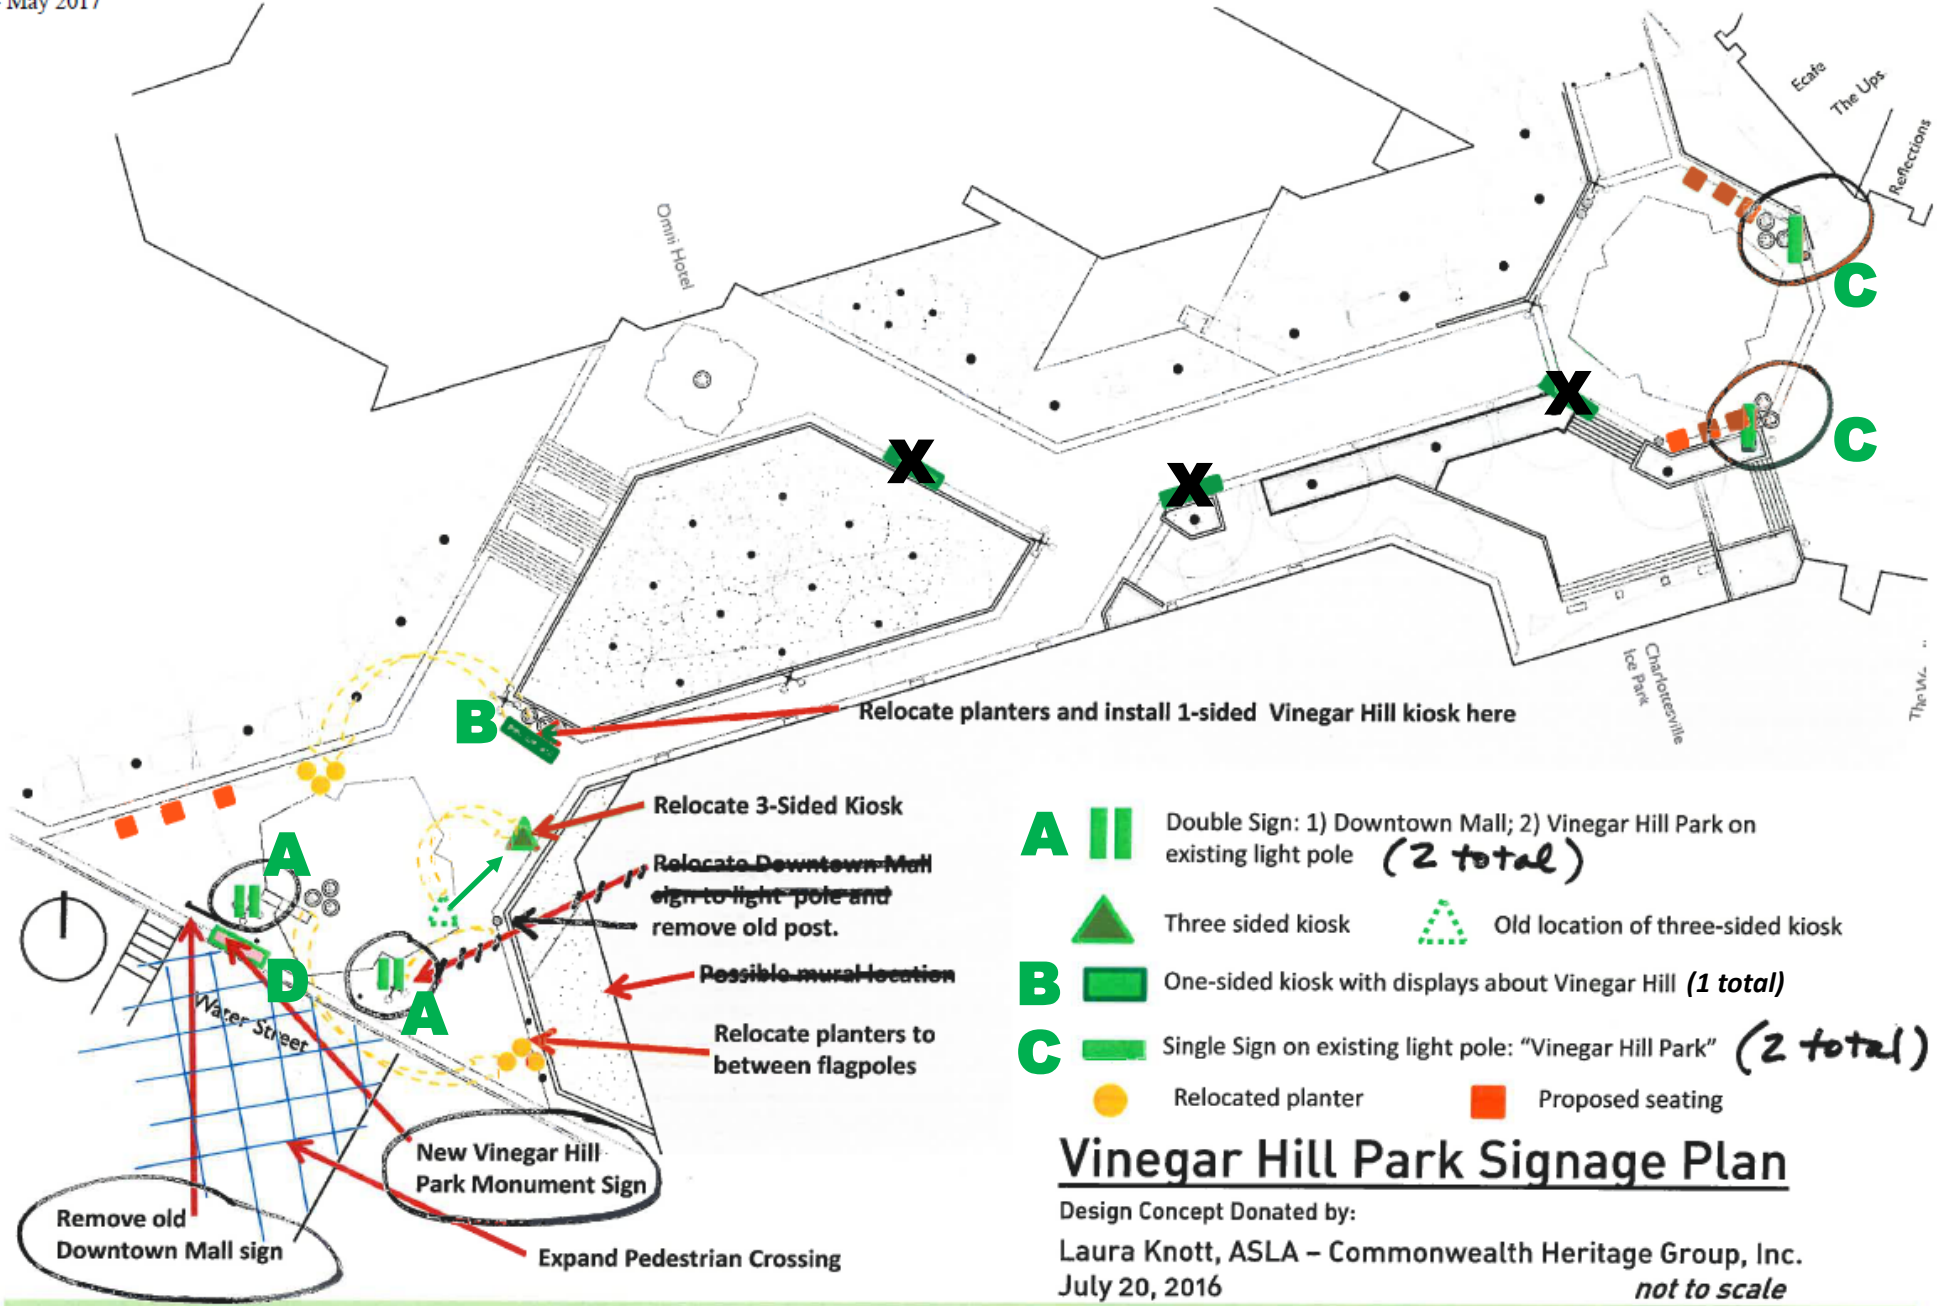 May 2017
Ecafe
The Ups
Reflections
Omni Hotel
C
C
X
X
X
B
Relocate planters and install 1-sided Vinegar Hill kiosk here
Charlottesville
Ice Park
Relocate 3-Sided Kiosk
A
Relocate Downtown Mall
sign to light pole and
remove old post.
Possible mural location
D
A
Water Street
Relocate planters to
between flagpoles
New Vinegar Hill
Park Monument Sign
Remove old
Downtown Mall sign
Expand Pedestrian Crossing
A Double Sign: 1) Downtown Mall; 2) Vinegar Hill Park on
existing light pole (2 total)
Three sided kiosk Old location of three-sided kiosk
B One-sided kiosk with displays about Vinegar Hill (1 total)
C Single Sign on existing light pole: “Vinegar Hill Park” (2 total)
Relocated planter Proposed seating
Vinegar Hill Park Signage Plan
Design Concept Donated by:
Laura Knott, ASLA – Commonwealth Heritage Group, Inc.
July 20, 2016 not to scale